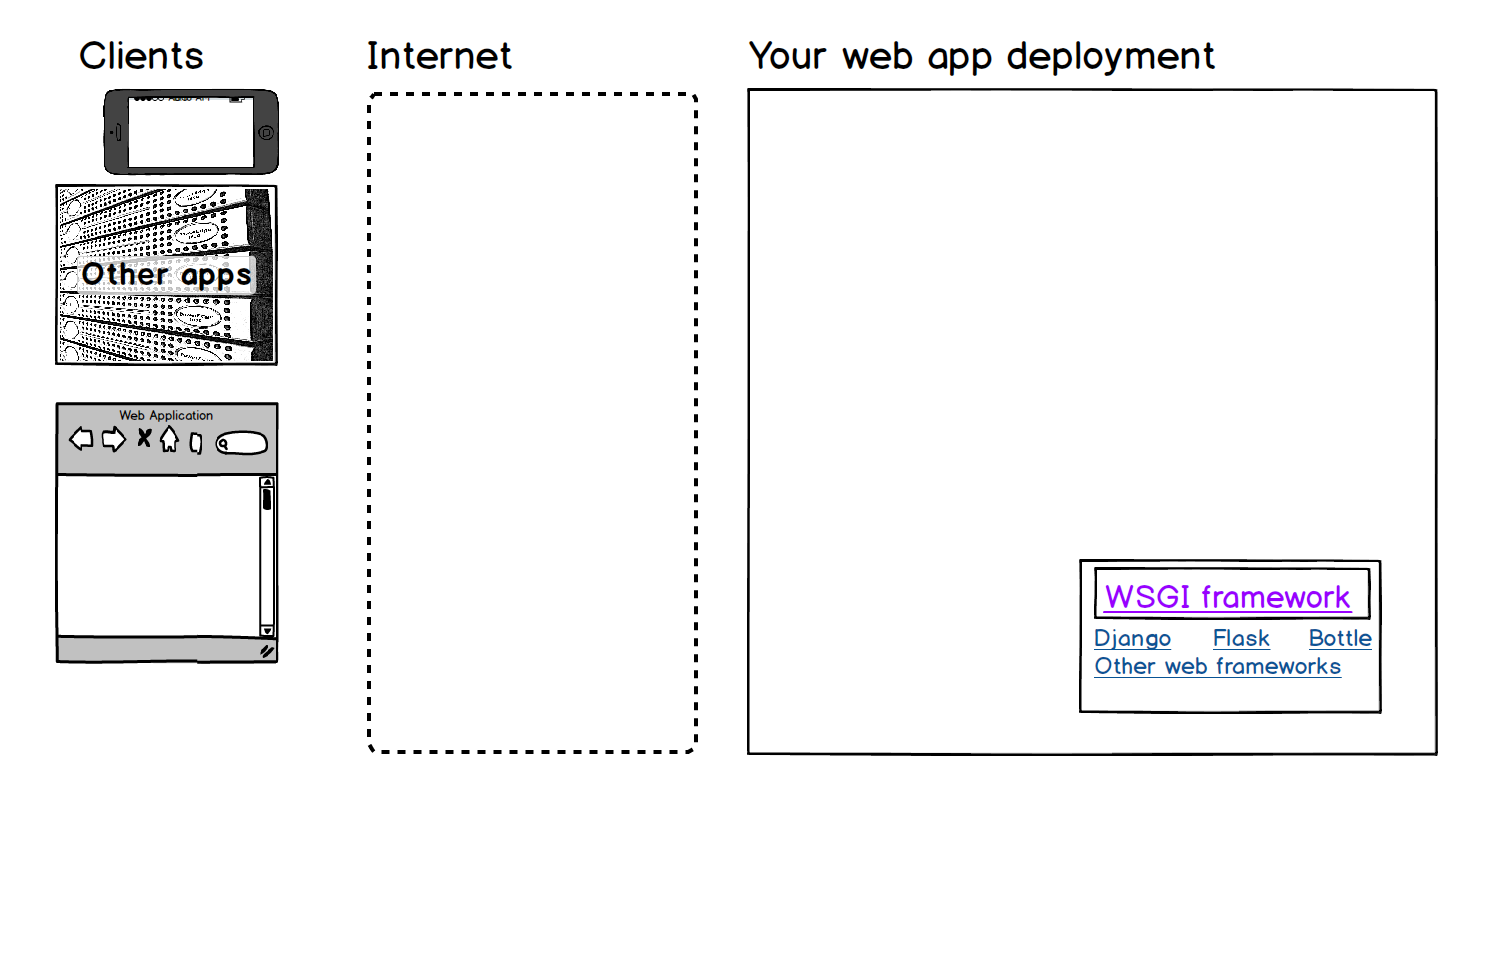 Clients
Internet
Your web app deployment
Other apps
Web Application
WSGI framework
Django Flask Bottle
Other web frameworks